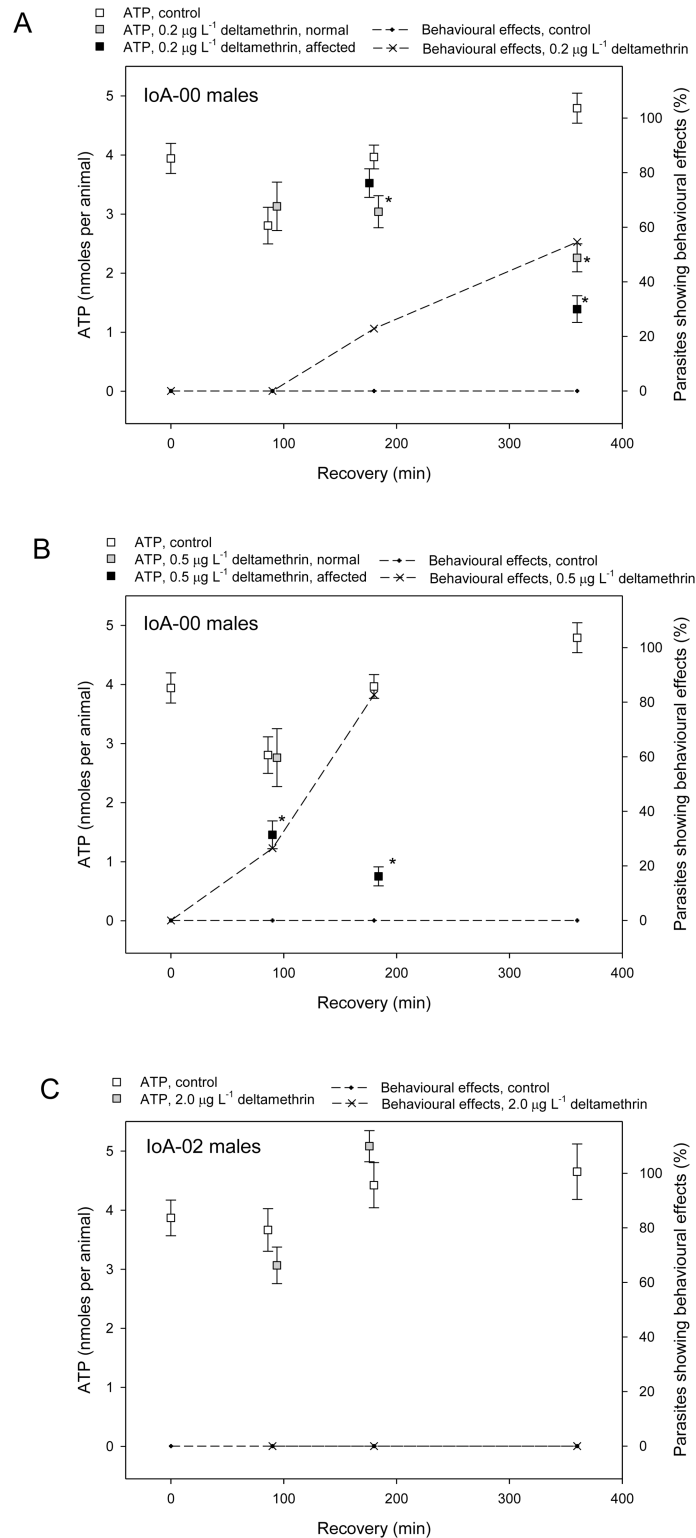 A
ATP, control
ATP, 0.2 µg L⁻¹ deltamethrin, normal
ATP, 0.2 µg L⁻¹ deltamethrin, affected
Behavioural effects, control
Behavioural effects, 0.2 µg L⁻¹ deltamethrin
IoA-00 males
ATP (nmoles per animal)
5
4
3
2
1
0
*
*
*
100
80
60
40
20
0
Parasites showing behavioural effects (%)
0 100 200 300 400
Recovery (min)
B
ATP, control
ATP, 0.5 µg L⁻¹ deltamethrin, normal
ATP, 0.5 µg L⁻¹ deltamethrin, affected
Behavioural effects, control
Behavioural effects, 0.5 µg L⁻¹ deltamethrin
IoA-00 males
ATP (nmoles per animal)
5
4
3
2
1
0
*
*
100
80
60
40
20
0
Parasites showing behavioural effects (%)
0 100 200 300 400
Recovery (min)
C
ATP, control
ATP, 2.0 µg L⁻¹ deltamethrin
Behavioural effects, control
Behavioural effects, 2.0 µg L⁻¹ deltamethrin
IoA-02 males
ATP (nmoles per animal)
5
4
3
2
1
0
100
80
60
40
20
0
Parasites showing behavioural effects (%)
0 100 200 300 400
Recovery (min)